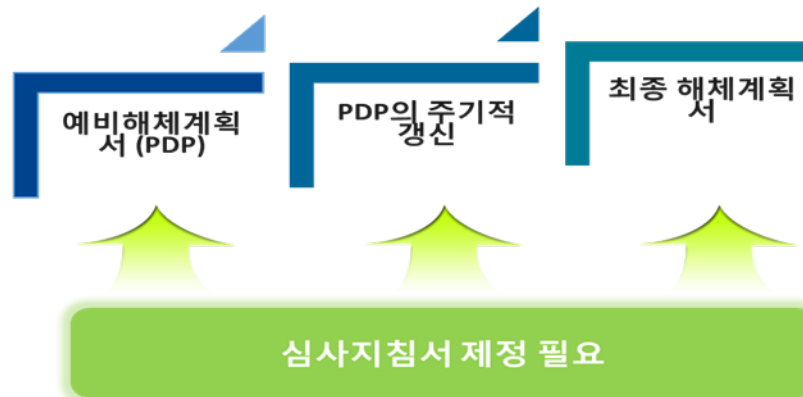 예비해체계획
서 (PDP)
PDP의 주기적
갱신
최종 해체계획
서
심사지침서 제정 필요